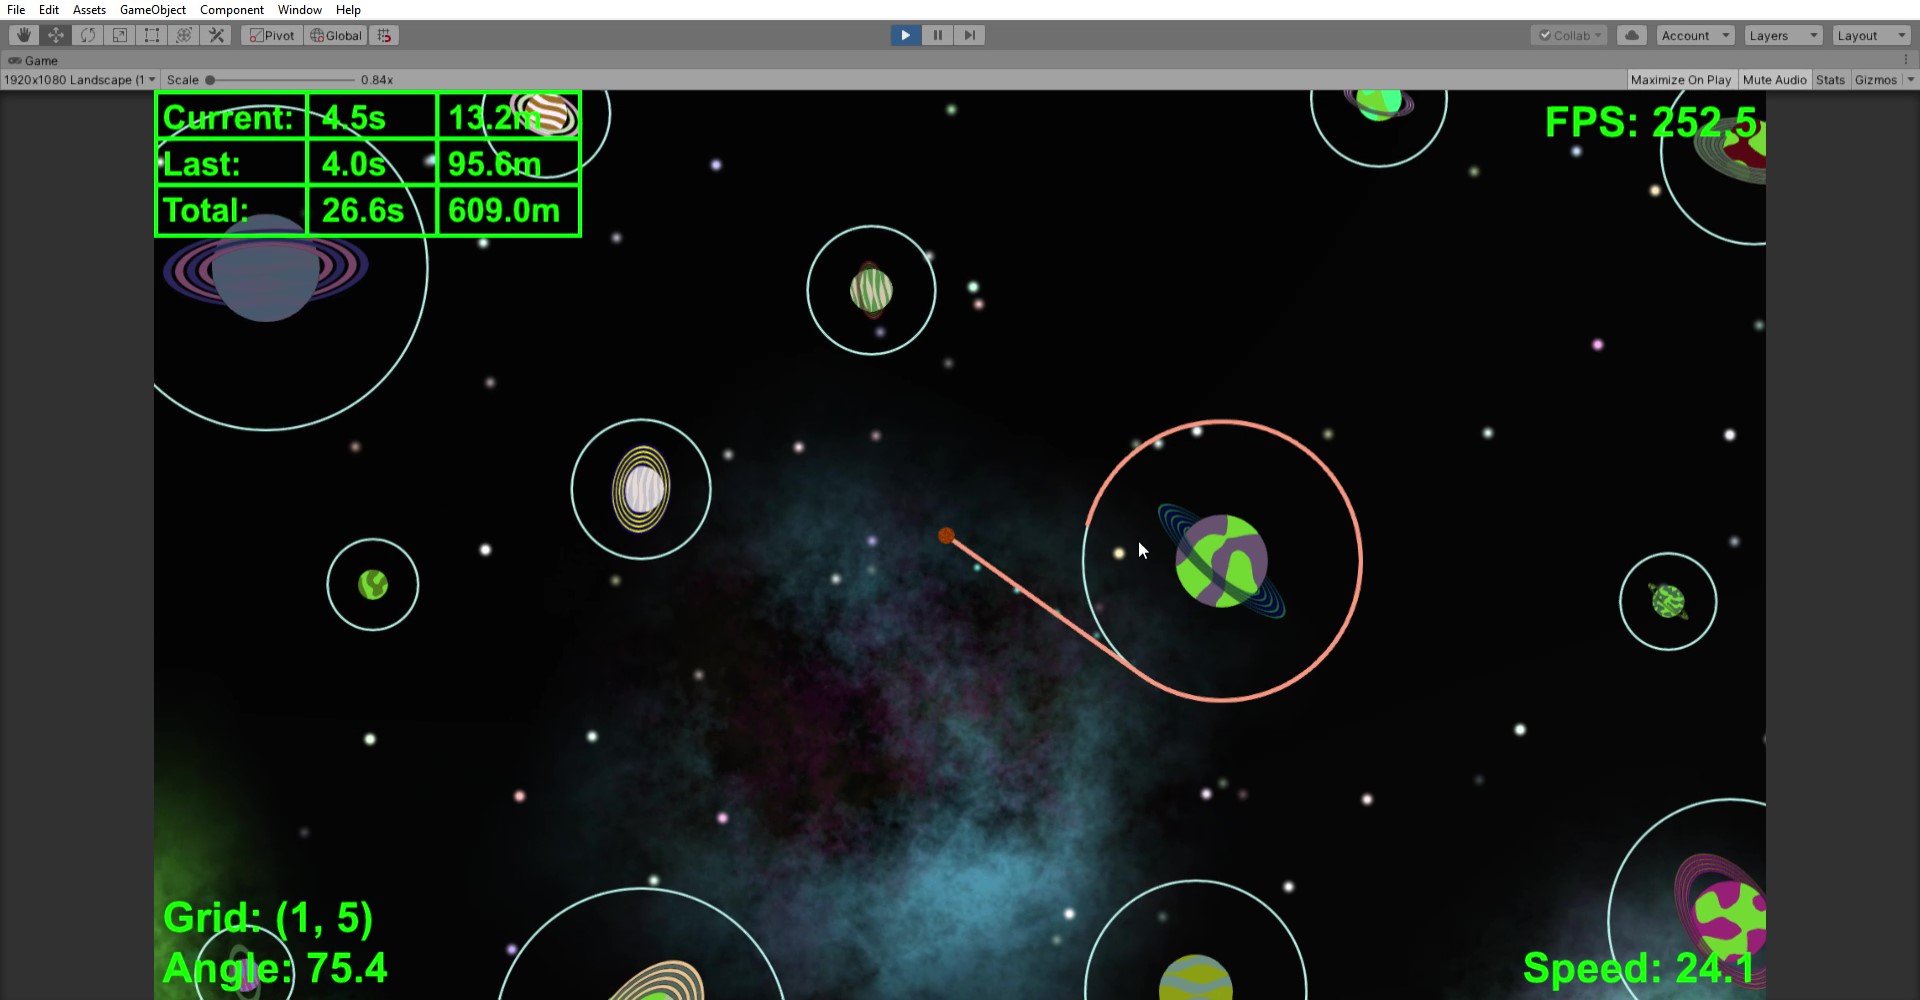 File Edit Assets GameObject Component Window Help
Pivot Global Collab Account Layers Layout
Game
1920x1080 Landscape (1 Scale 0.84x Maximize On Play Mute Audio Stats Gizmos
Current: 4.5s 13.2m
Last: 4.0s 95.6m
Total: 26.6s 609.0m
FPS: 252.5
Grid: (1, 5)
Angle: 75.4
Speed: 24.1